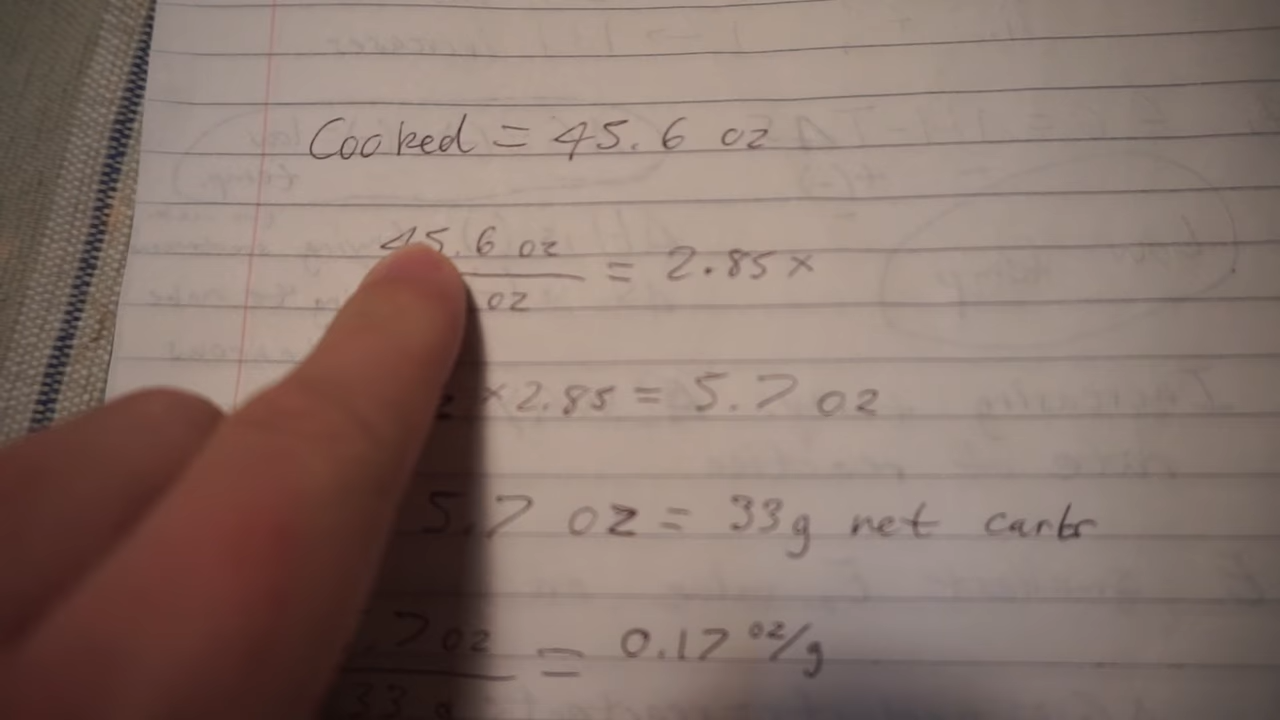 Cooked = 45.6 oz
45.6 oz
oz
= 2.85 x
x 2.85 = 5.7 oz
5.7 oz = 33g net carbs
.7 oz
33 g
= 0.17 oz/g